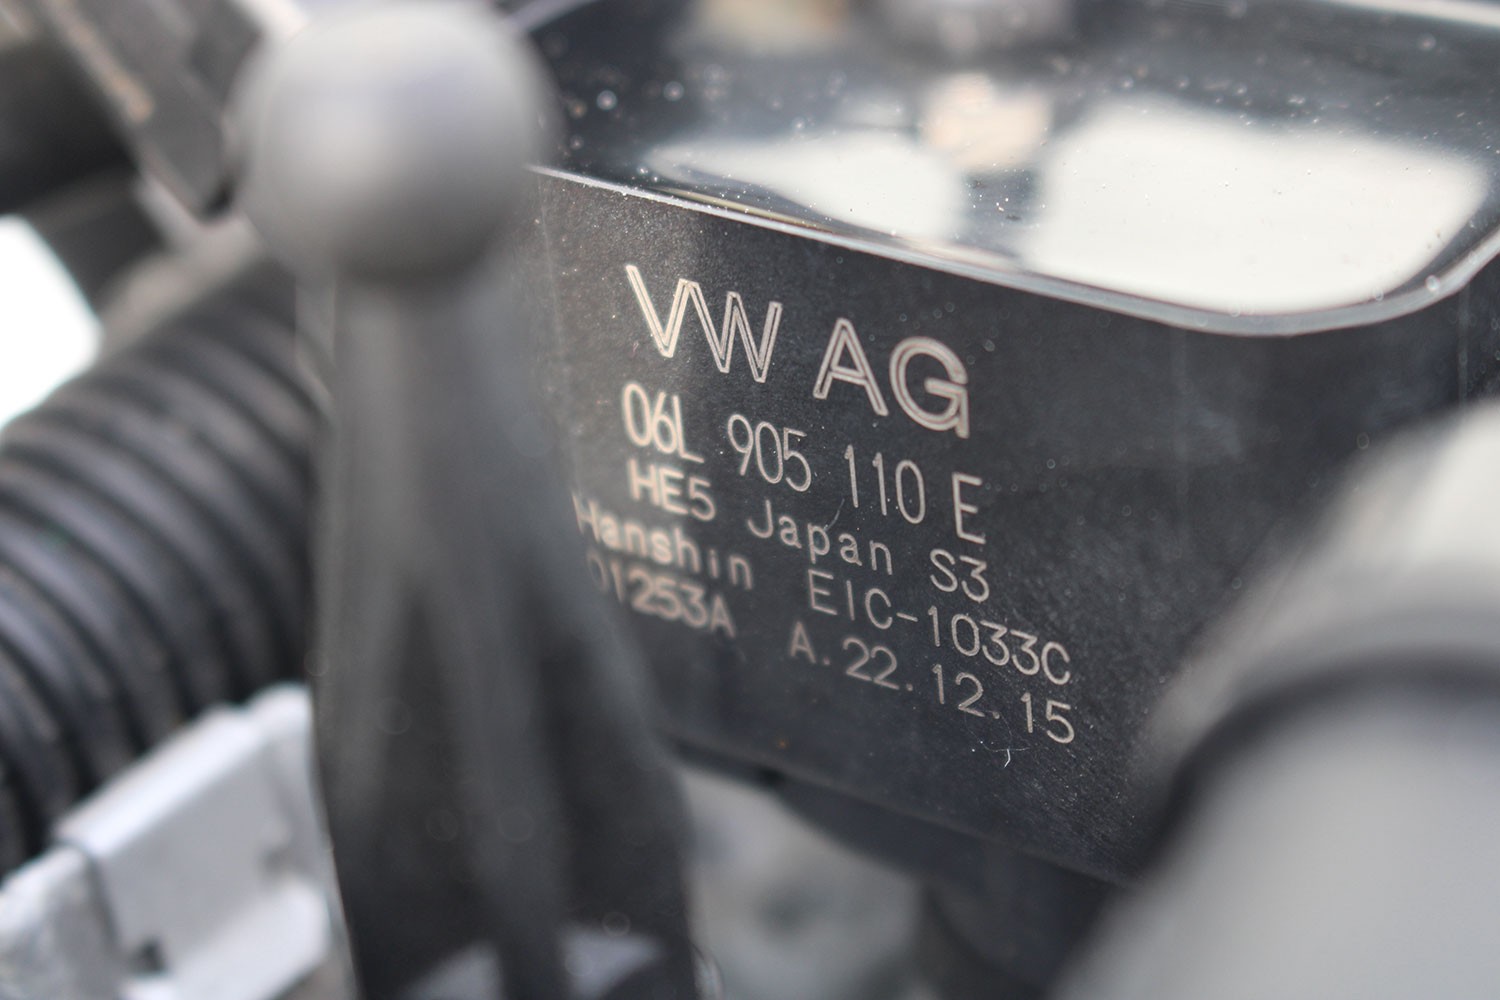 VW AG
06L 905 110 E
HE5 Japan S3
Hanshin EIC-1033C
01253A A.22.12.15